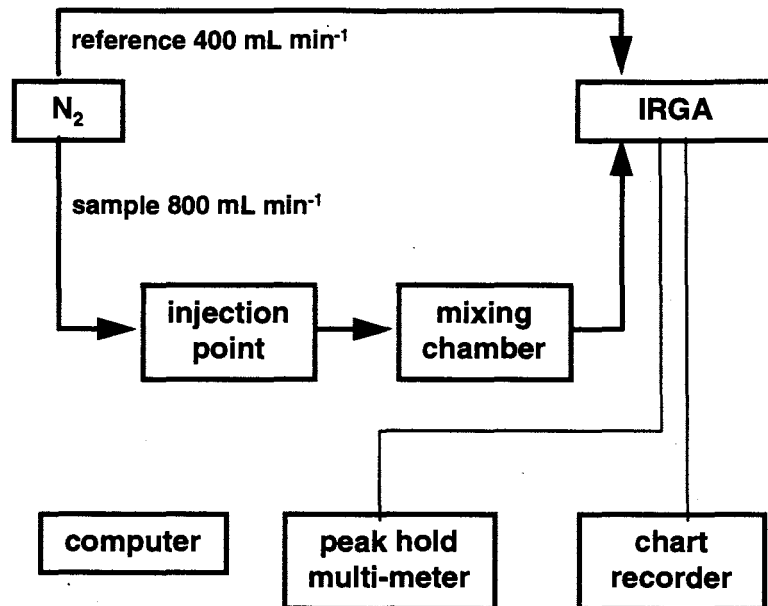 reference 400 mL min⁻¹
N₂
IRGA
sample 800 mL min⁻¹
injection
point
mixing
chamber
computer
peak hold
multi-meter
chart
recorder